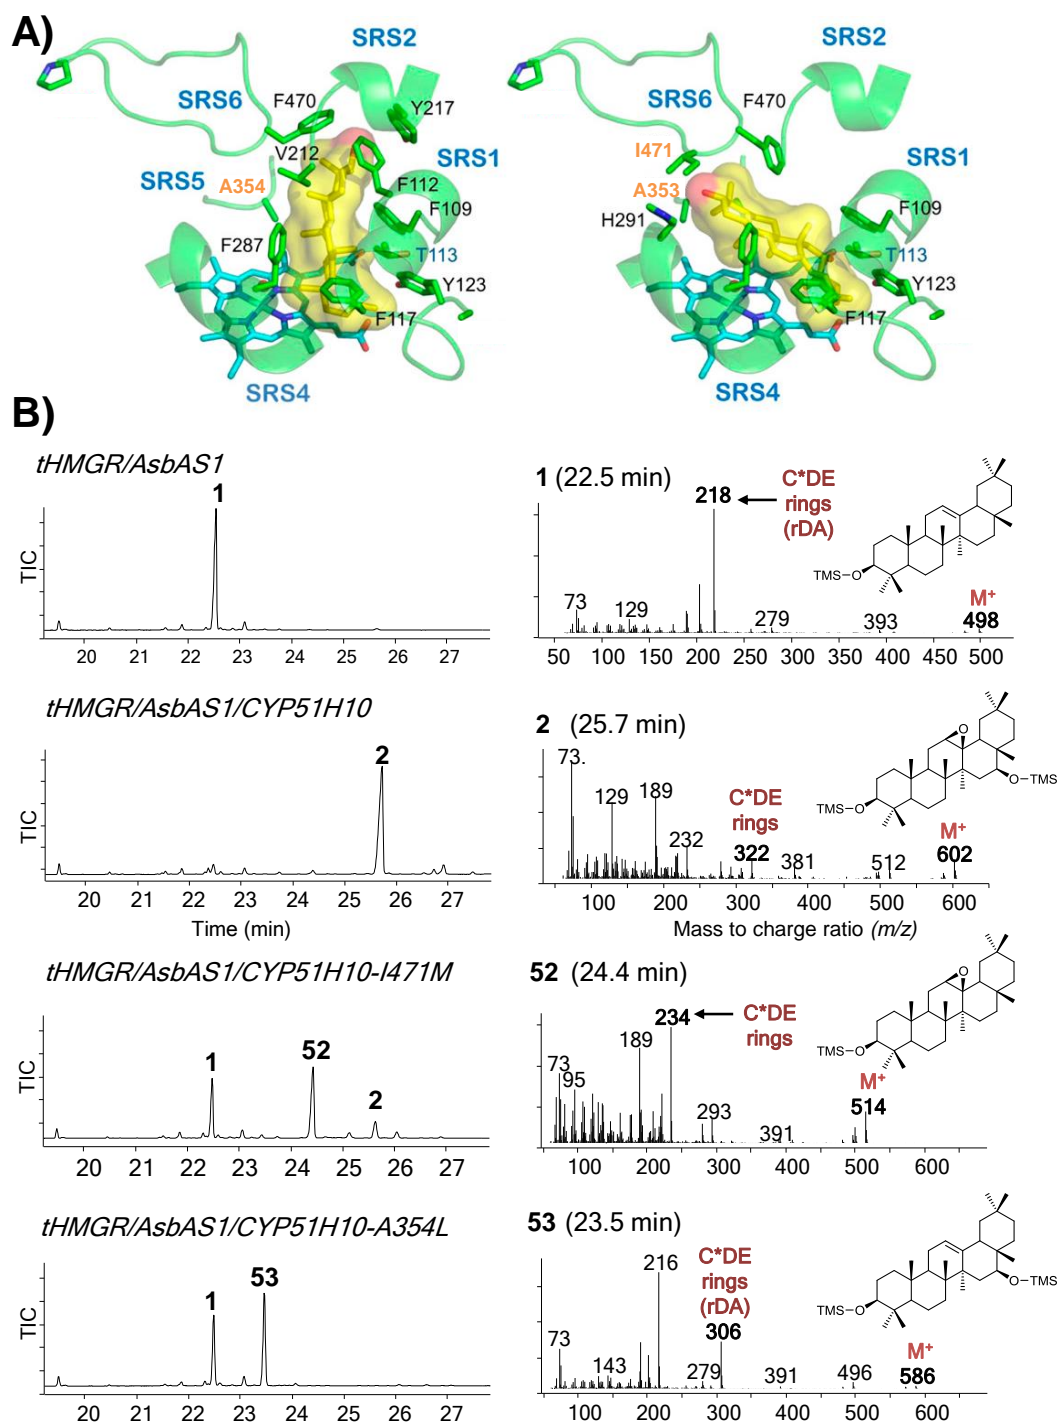 A)
SRS2
SRS6
F470
Y217
V212
SRS1
SRS5
A354
F112
F109
F287
T113
Y123
F117
SRS4
SRS2
SRS6
F470
I471
SRS1
A353
H291
F109
T113
Y123
F117
SRS4
B)
tHMGR/AsbAS1
1
TIC
20 21 22 23 24 25 26 27
1 (22.5 min)
218
C*DE
rings
(rDA)
TMS O
M+
73
129
279
393
498
50 100 150 200 250 300 350 400 450 500
tHMGR/AsbAS1/CYP51H10
2
TIC
20 21 22 23 24 25 26 27
Time (min)
2 (25.7 min)
73.
129
189
232
C*DE
rings
322
381
512
O
O TMS
TMS O
M+
602
100 200 300 400 500 600
Mass to charge ratio (m/z)
tHMGR/AsbAS1/CYP51H10-I471M
1
52
2
20 21 22 23 24 25 26 27
52 (24.4 min)
234
C*DE
rings
73
95
189
293
391
O
TMS O
M+
514
100 200 300 400 500 600
tHMGR/AsbAS1/CYP51H10-A354L
1
53
TIC
20 21 22 23 24 25 26 27
53 (23.5 min)
216
C*DE
rings
(rDA)
306
73
143
279
391
496
O TMS
TMS O
M+
586
100 200 300 400 500 600